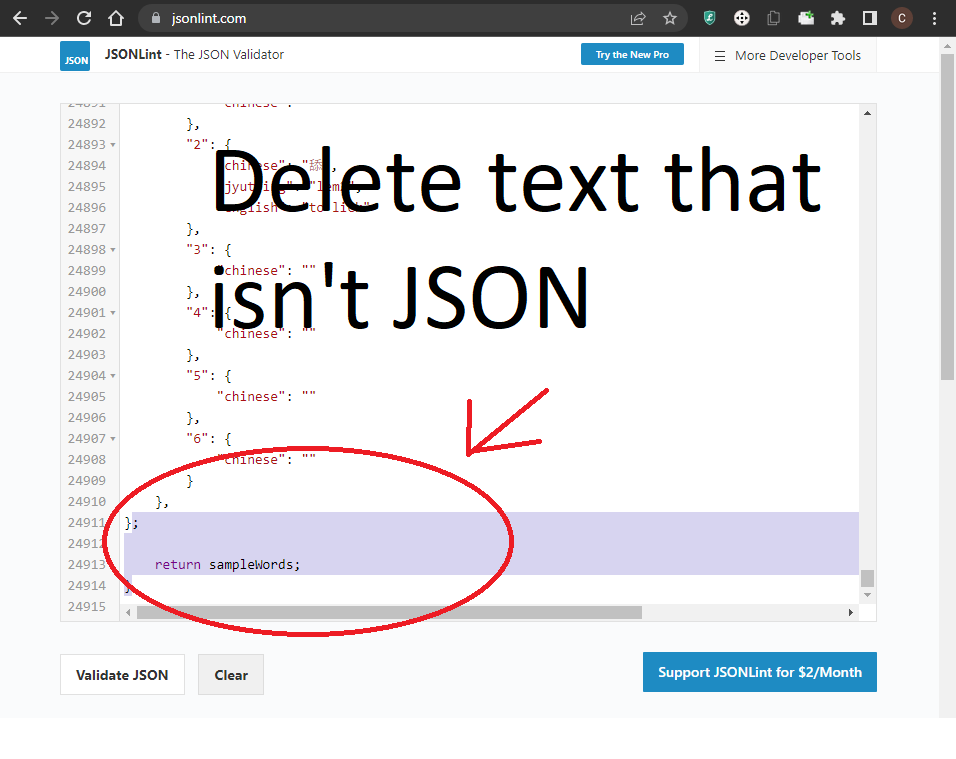 jsonlint.com
C
JSON
JSONLint - The JSON Validator
Try the New Pro
More Developer Tools
24891 "chinese":
24892 },
24893 "2": {
24894 "chinese": "舔",
24895 "jyutping": "lem2",
24896 "english": "to lick"
24897 },
24898 "3": {
24899 "chinese": ""
24900 },
24901 "4": {
24902 "chinese": ""
24903 },
24904 "5": {
24905 "chinese": ""
24906 },
24907 "6": {
24908 "chinese": ""
24909 }
24910 },
24911 };
24912
24913 return sampleWords;
24914 }
24915
Delete text that
isn't JSON
Validate JSON
Clear
Support JSONLint for $2/Month